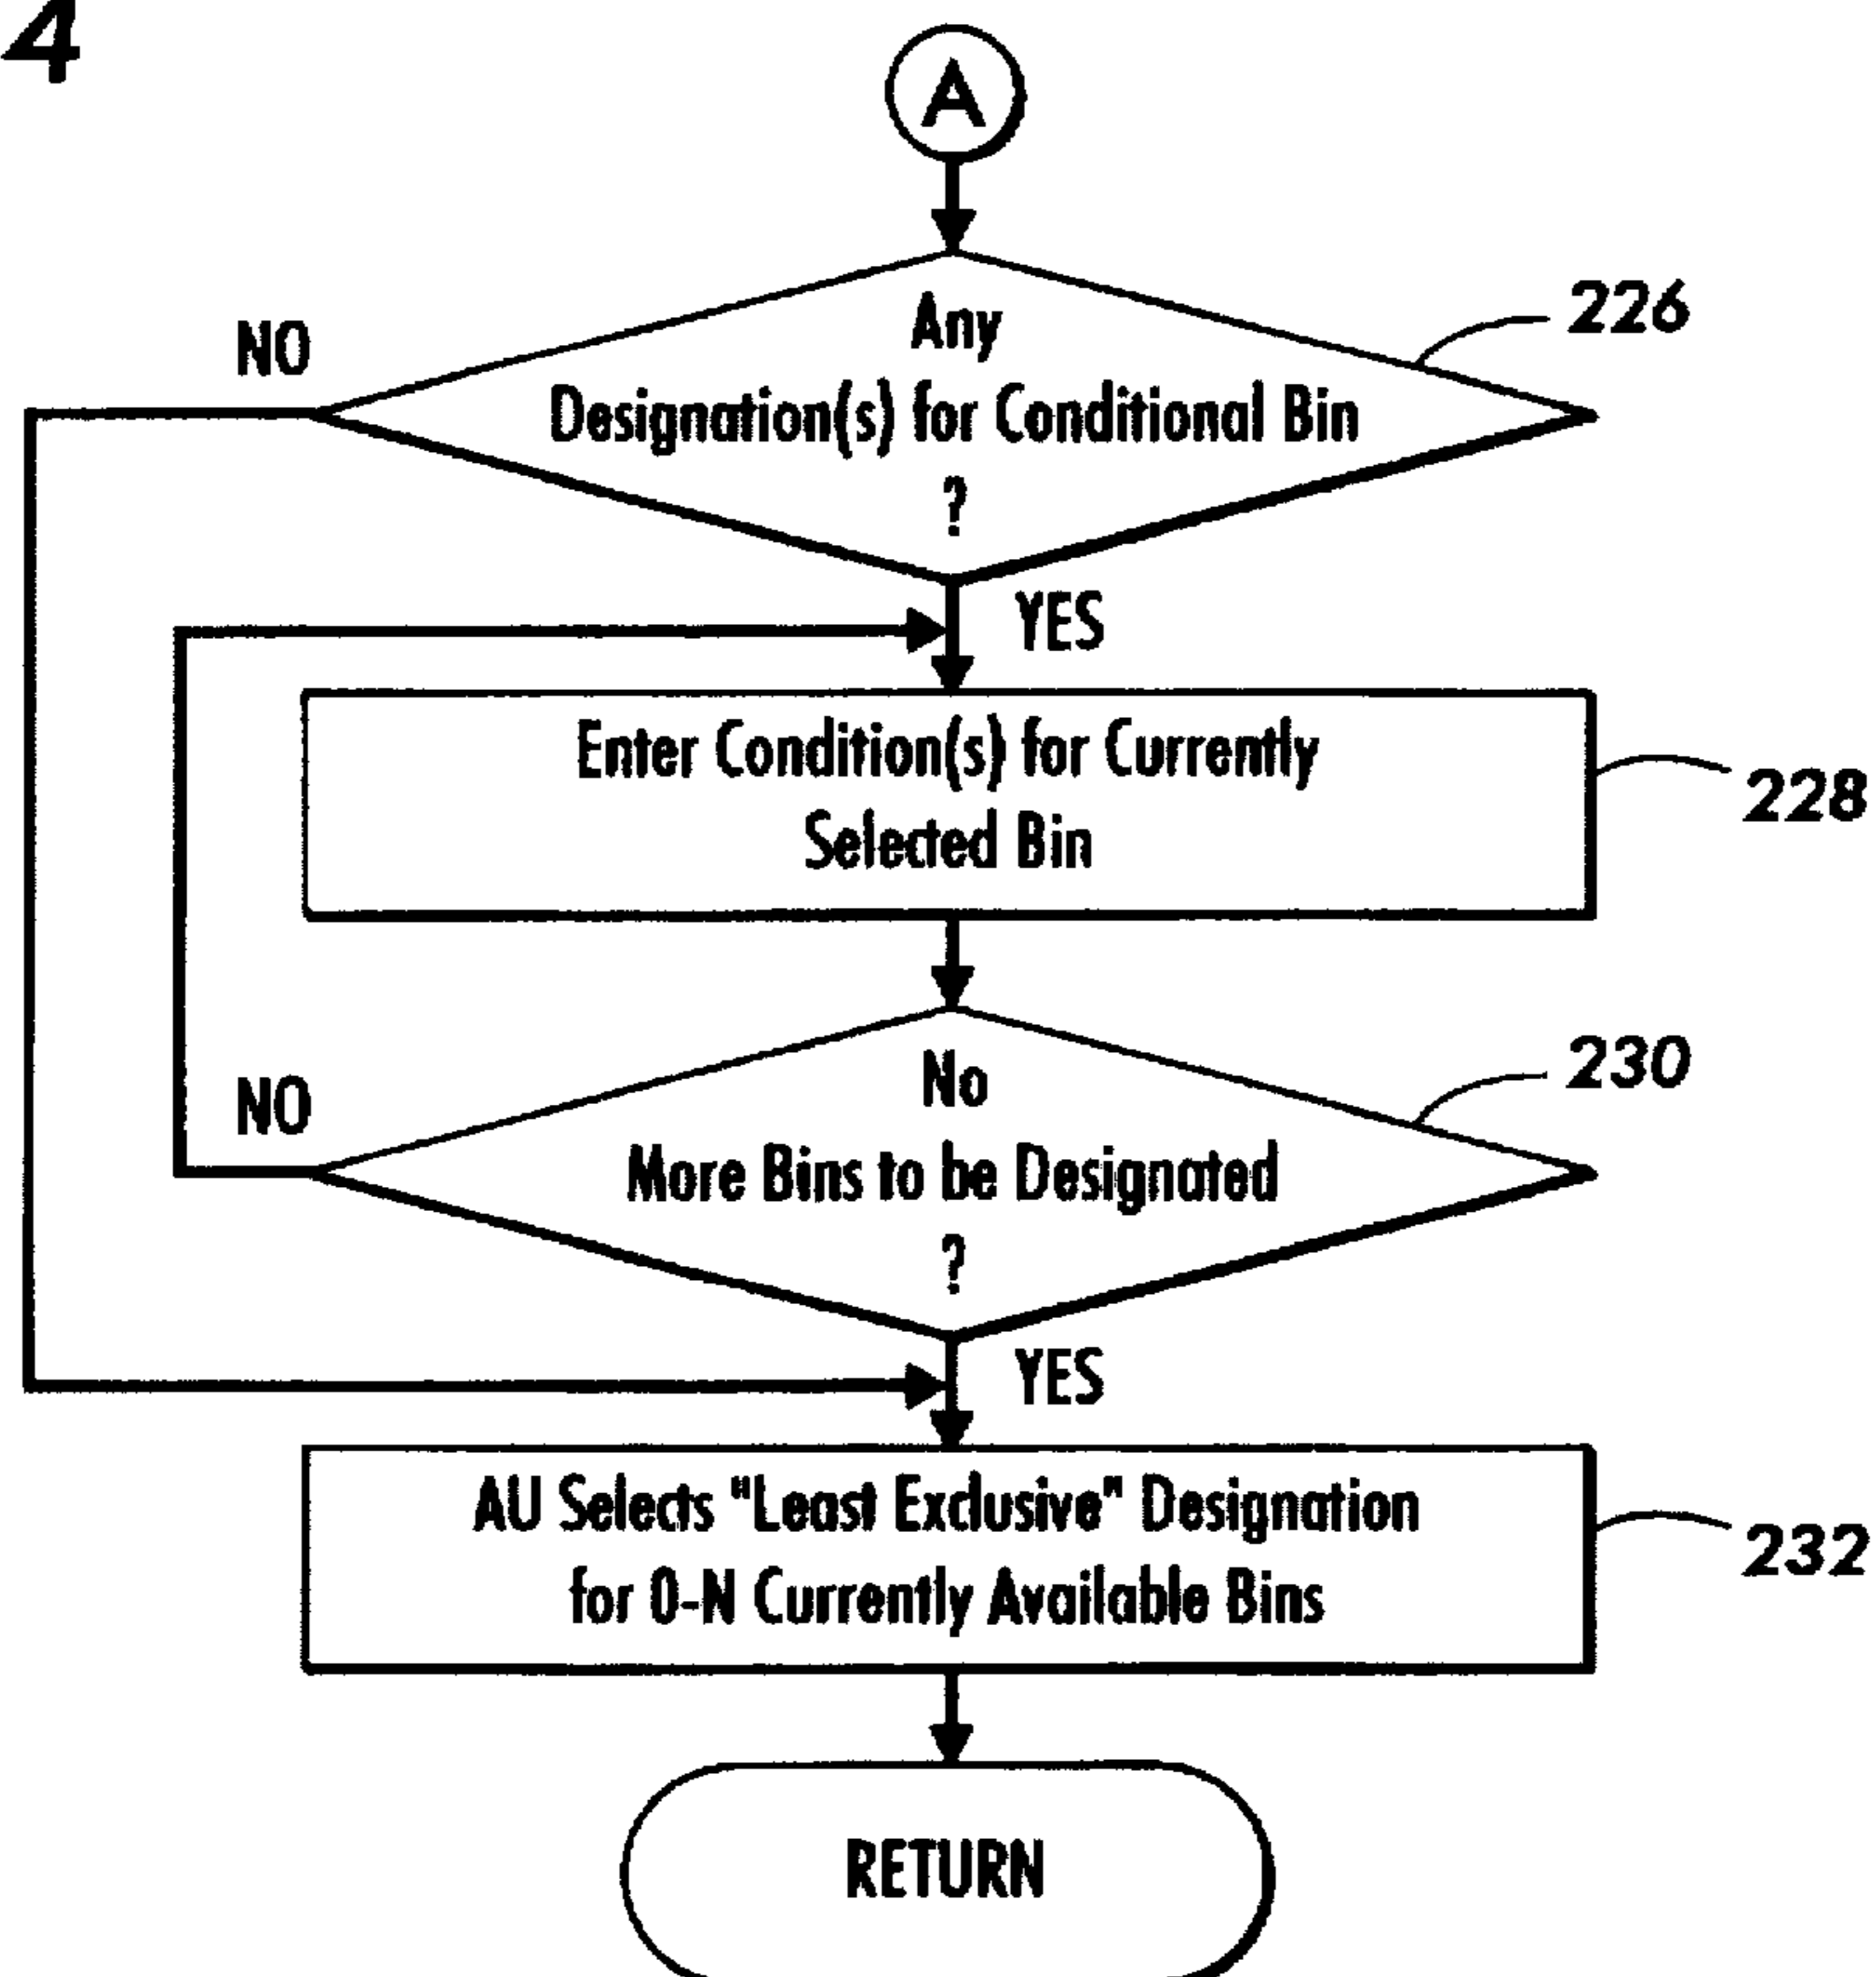 4
A
Any
NO
226
Designation(s) for Conditional Bin
?
YES
Enter Condition(s) for Currently
Selected Bin
228
No
230
NO
More Bins to be Designated
?
YES
AU Selects "Least Exclusive" Designation
for 0-N Currently Available Bins
232
RETURN